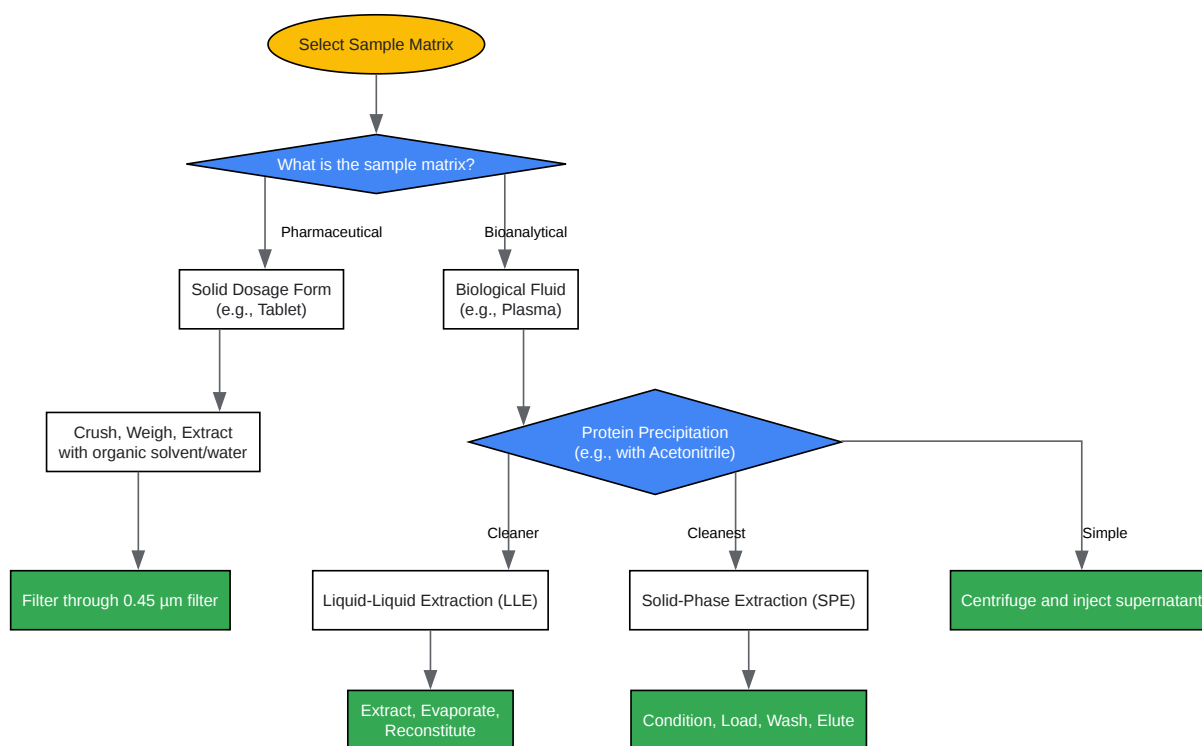 Select Sample Matrix
What is the sample matrix?
Pharmaceutical
Bioanalytical
Solid Dosage Form
(e.g., Tablet)
Biological Fluid
(e.g., Plasma)
Crush, Weigh, Extract
with organic solvent/water
Protein Precipitation
(e.g., with Acetonitrile)
Cleaner
Cleanest
Simple
Filter through 0.45 µm filter
Liquid-Liquid Extraction (LLE)
Solid-Phase Extraction (SPE)
Centrifuge and inject supernatant
Extract, Evaporate,
Reconstitute
Condition, Load, Wash, Elute